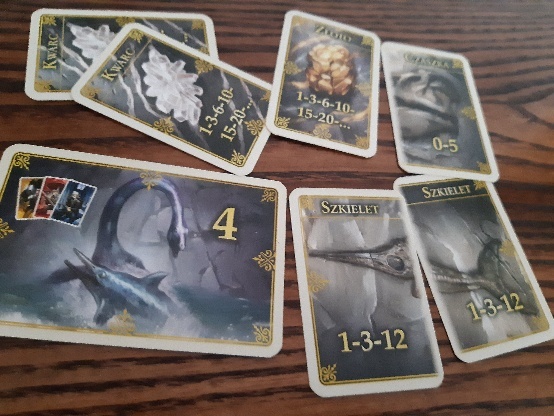 KWARC
KWARC
1-3-6-10-
15-20-...
ZŁOTO
1-3-6-10-
15-20-...
CZASZKA
0-5
4
SZKIELET
1-3-12
SZKIELET
1-3-12